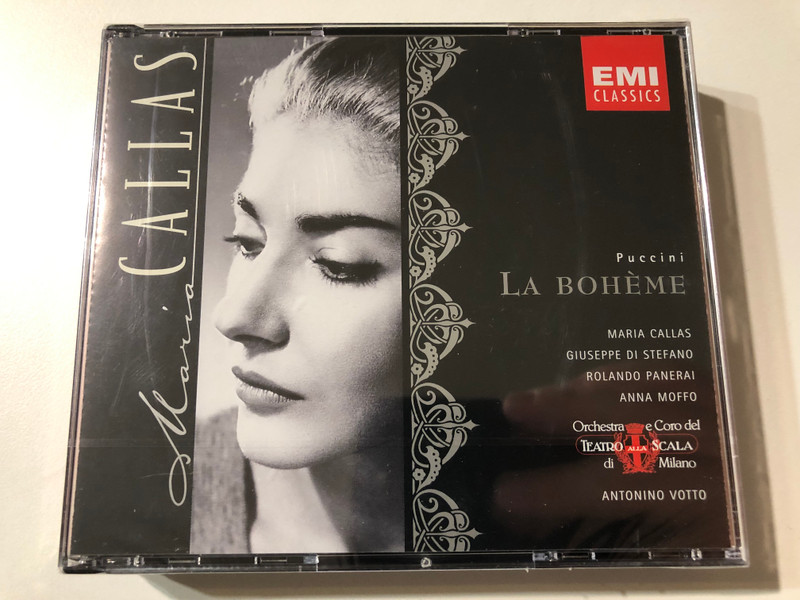 Maria CALLAS
EMI
CLASSICS
Puccini
LA BOHÈME
MARIA CALLAS
GIUSEPPE DI STEFANO
ROLANDO PANERAI
ANNA MOFFO
Orchestra e Coro del
TEATRO ALLA SCALA
di Milano
ANTONINO VOTTO